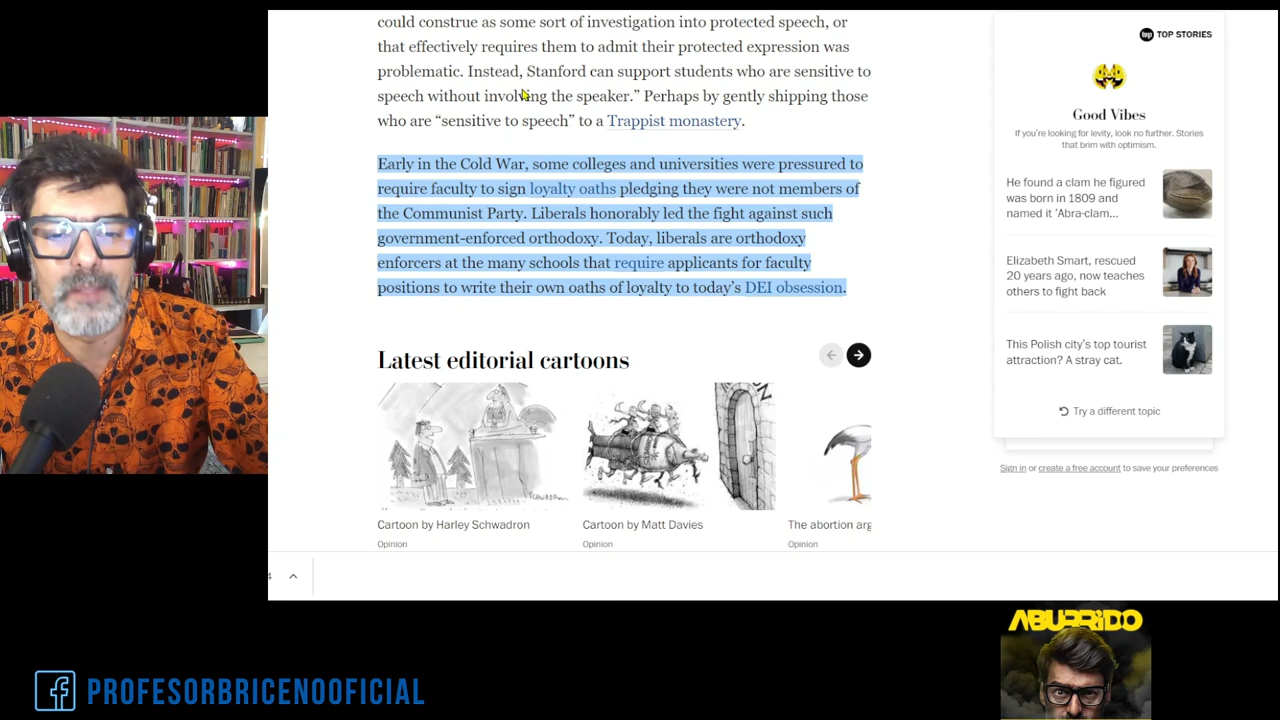 could construe as some sort of investigation into protected speech, or
that effectively requires them to admit their protected expression was
problematic. Instead, Stanford can support students who are sensitive to
speech without involving the speaker.” Perhaps by gently shipping those
who are “sensitive to speech” to a Trappist monastery.
Early in the Cold War, some colleges and universities were pressured to
require faculty to sign loyalty oaths pledging they were not members of
the Communist Party. Liberals honorably led the fight against such
government-enforced orthodoxy. Today, liberals are orthodoxy
enforcers at the many schools that require applicants for faculty
positions to write their own oaths of loyalty to today’s DEI obsession.
Latest editorial cartoons
Cartoon by Harley Schwadron
Opinion
Cartoon by Matt Davies
Opinion
The abortion arg
Opinion
TOP STORIES
Good Vibes
If you’re looking for levity, look no further. Stories
that brim with optimism.
He found a clam he figured
was born in 1809 and
named it ‘Abra-clam...
Elizabeth Smart, rescued
20 years ago, now teaches
others to fight back
This Polish city’s top tourist
attraction? A stray cat.
Try a different topic
Sign in or create a free account to save your preferences
PROFESORBRICENOOFICIAL
ABURRIDO